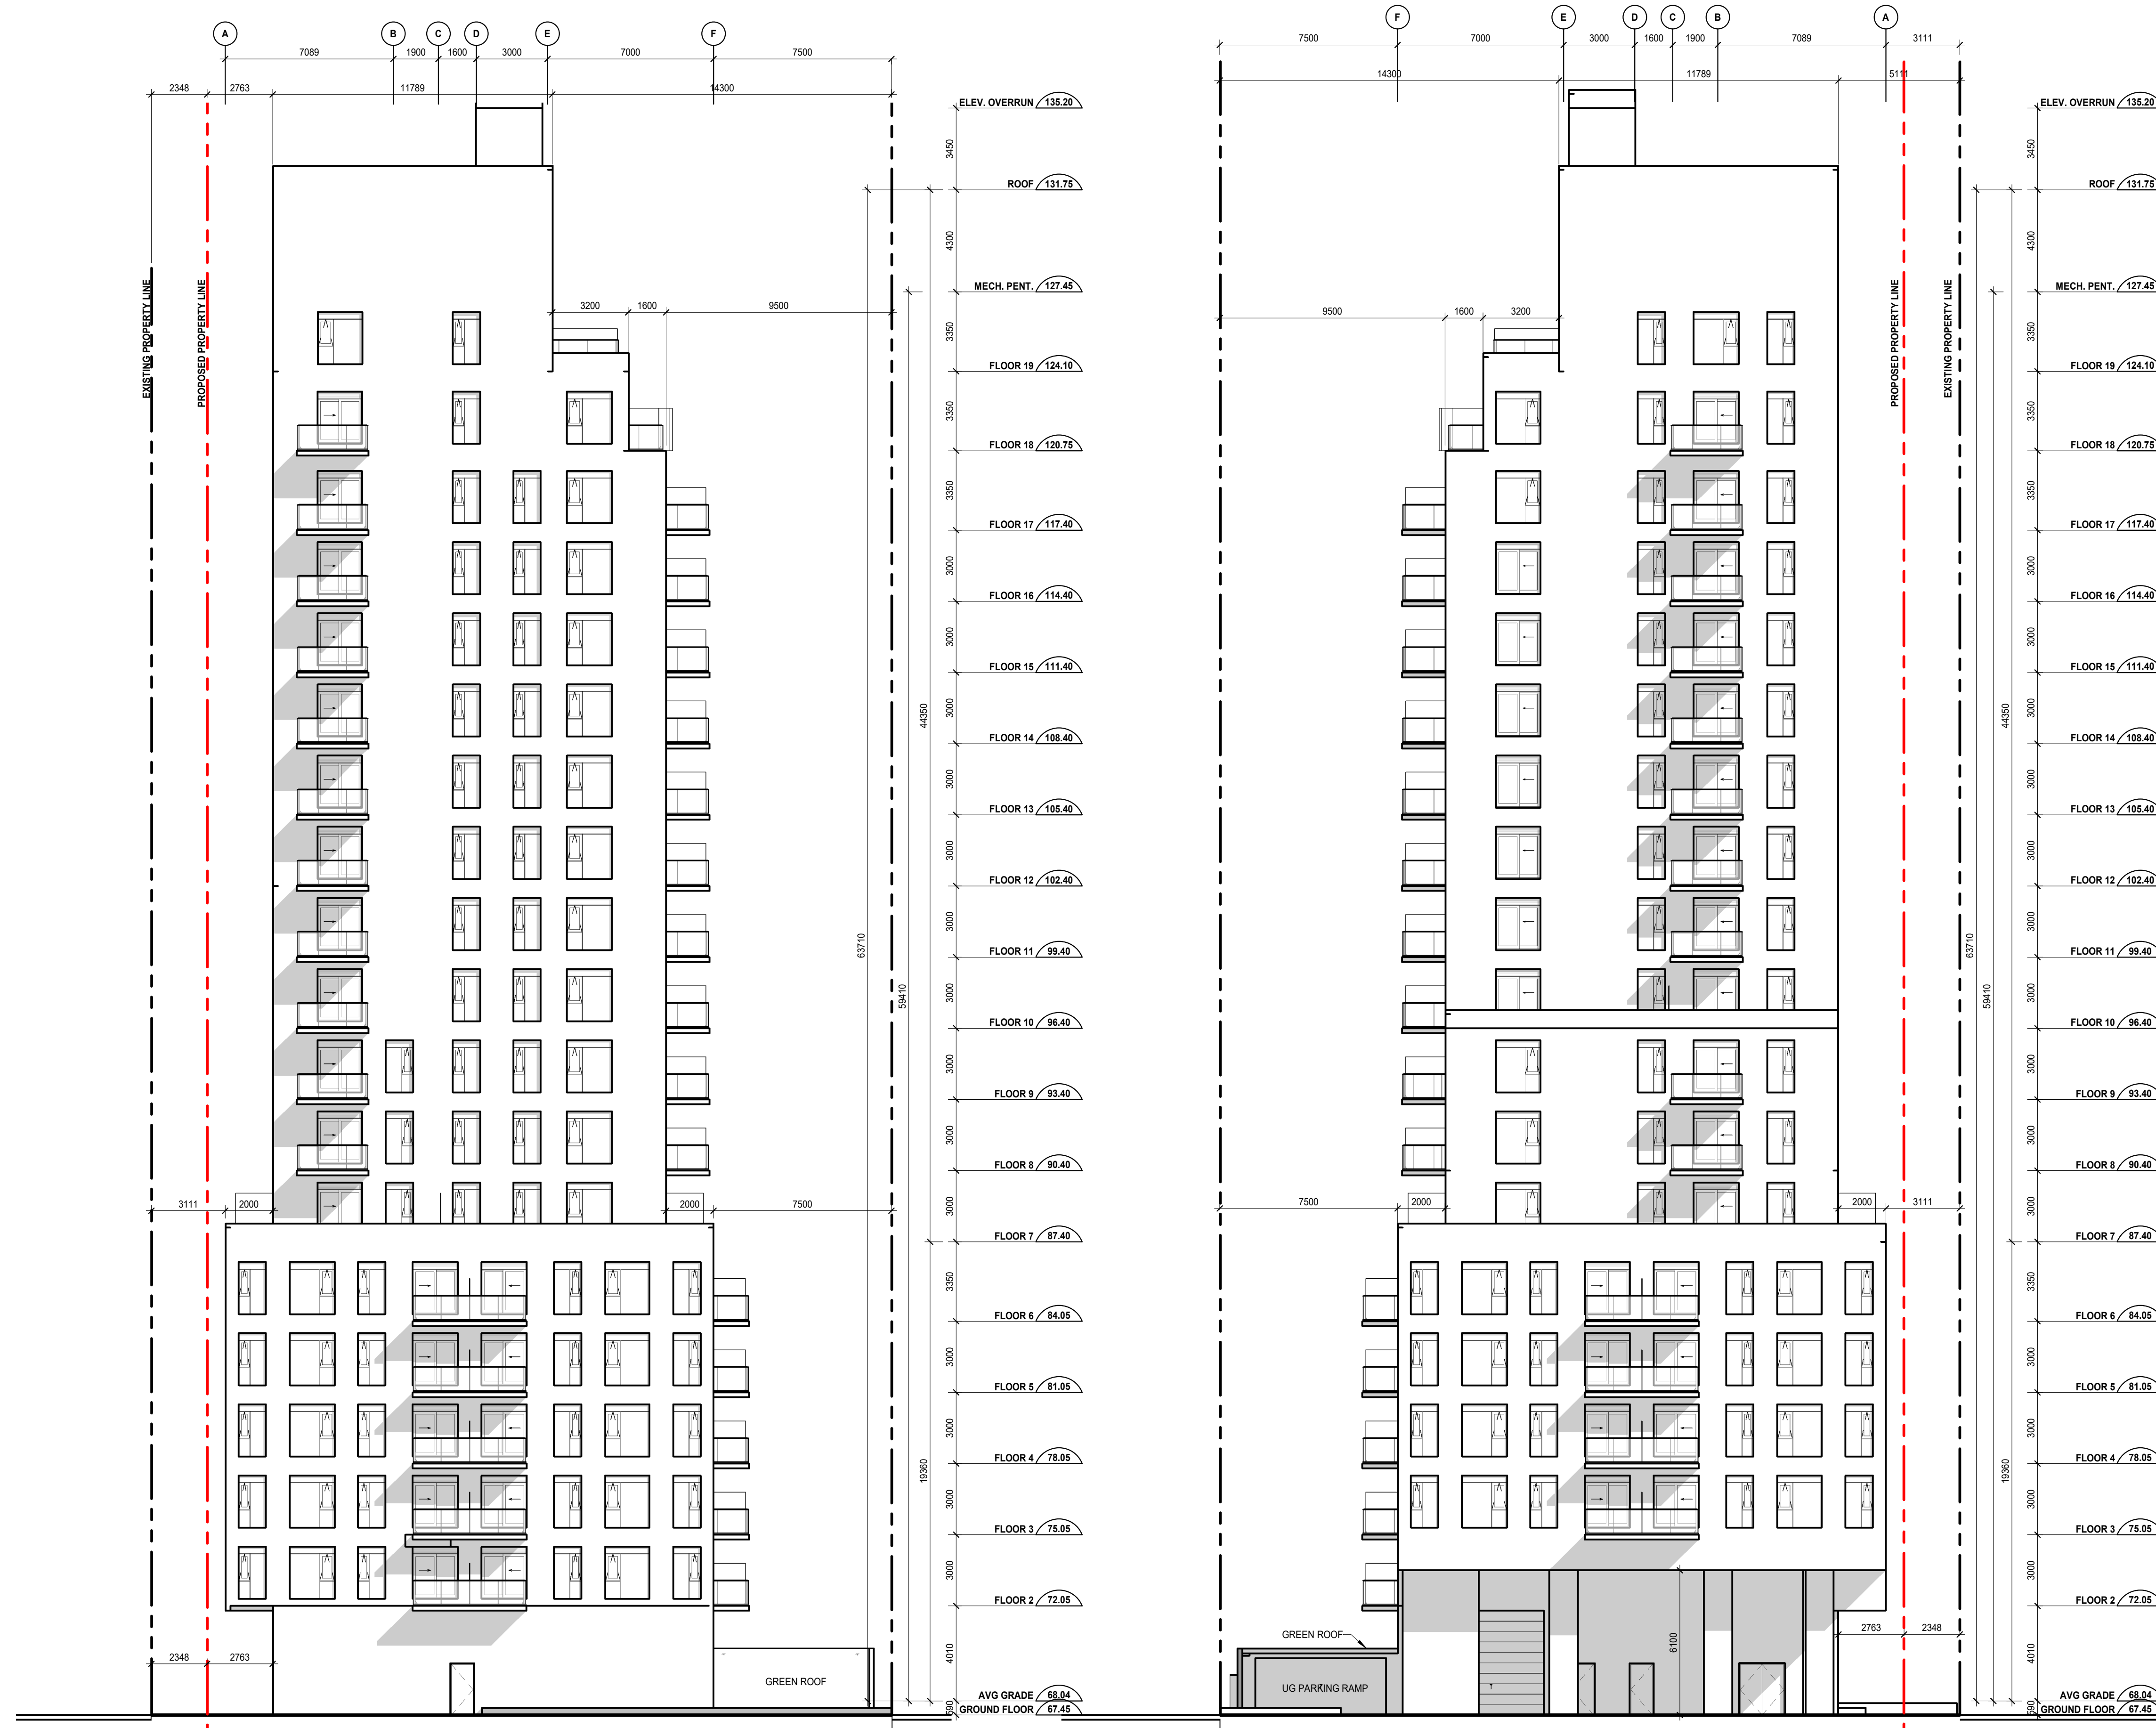 A B C D E F
7089 1900 1600 3000 7000 7500
2348 2763 11789 14300
ELEV. OVERRUN 135.20
3450
ROOF 131.75
4300
EXISTING PROPERTY LINE
PROPOSED PROPERTY LINE
MECH. PENT. 127.45
3200 1600 9500
3350
FLOOR 19 124.10
3350
FLOOR 18 120.75
3350
FLOOR 17 117.40
3000
FLOOR 16 114.40
3000
FLOOR 15 111.40
3000
44350
FLOOR 14 108.40
3000
FLOOR 13 105.40
3000
FLOOR 12 102.40
3000
63710
FLOOR 11 99.40
3000
59410
FLOOR 10 96.40
3000
FLOOR 9 93.40
3000
FLOOR 8 90.40
3000
3111 2000 2000 7500
FLOOR 7 87.40
3350
FLOOR 6 84.05
3000
FLOOR 5 81.05
3000
FLOOR 4 78.05
19360
3000
FLOOR 3 75.05
3000
FLOOR 2 72.05
4010
2348 2763
GREEN ROOF
AVG GRADE 68.04
590
GROUND FLOOR 67.45
F E D C B A
7500 7000 3000 1600 1900 7089 3111
14300 11789 5111
ELEV. OVERRUN 135.20
3450
ROOF 131.75
4300
PROPOSED PROPERTY LINE
EXISTING PROPERTY LINE
MECH. PENT. 127.45
9500 1600 3200
3350
FLOOR 19 124.10
3350
FLOOR 18 120.75
3350
FLOOR 17 117.40
3000
FLOOR 16 114.40
3000
FLOOR 15 111.40
3000
44350
FLOOR 14 108.40
3000
FLOOR 13 105.40
3000
FLOOR 12 102.40
3000
63710
FLOOR 11 99.40
3000
59410
FLOOR 10 96.40
3000
FLOOR 9 93.40
3000
FLOOR 8 90.40
3000
7500 2000 2000 3111
FLOOR 7 87.40
3350
FLOOR 6 84.05
3000
FLOOR 5 81.05
3000
FLOOR 4 78.05
19360
3000
FLOOR 3 75.05
3000
FLOOR 2 72.05
4010
GREEN ROOF
6100
2763 2348
UG PARKING RAMP
AVG GRADE 68.04
590
GROUND FLOOR 67.45